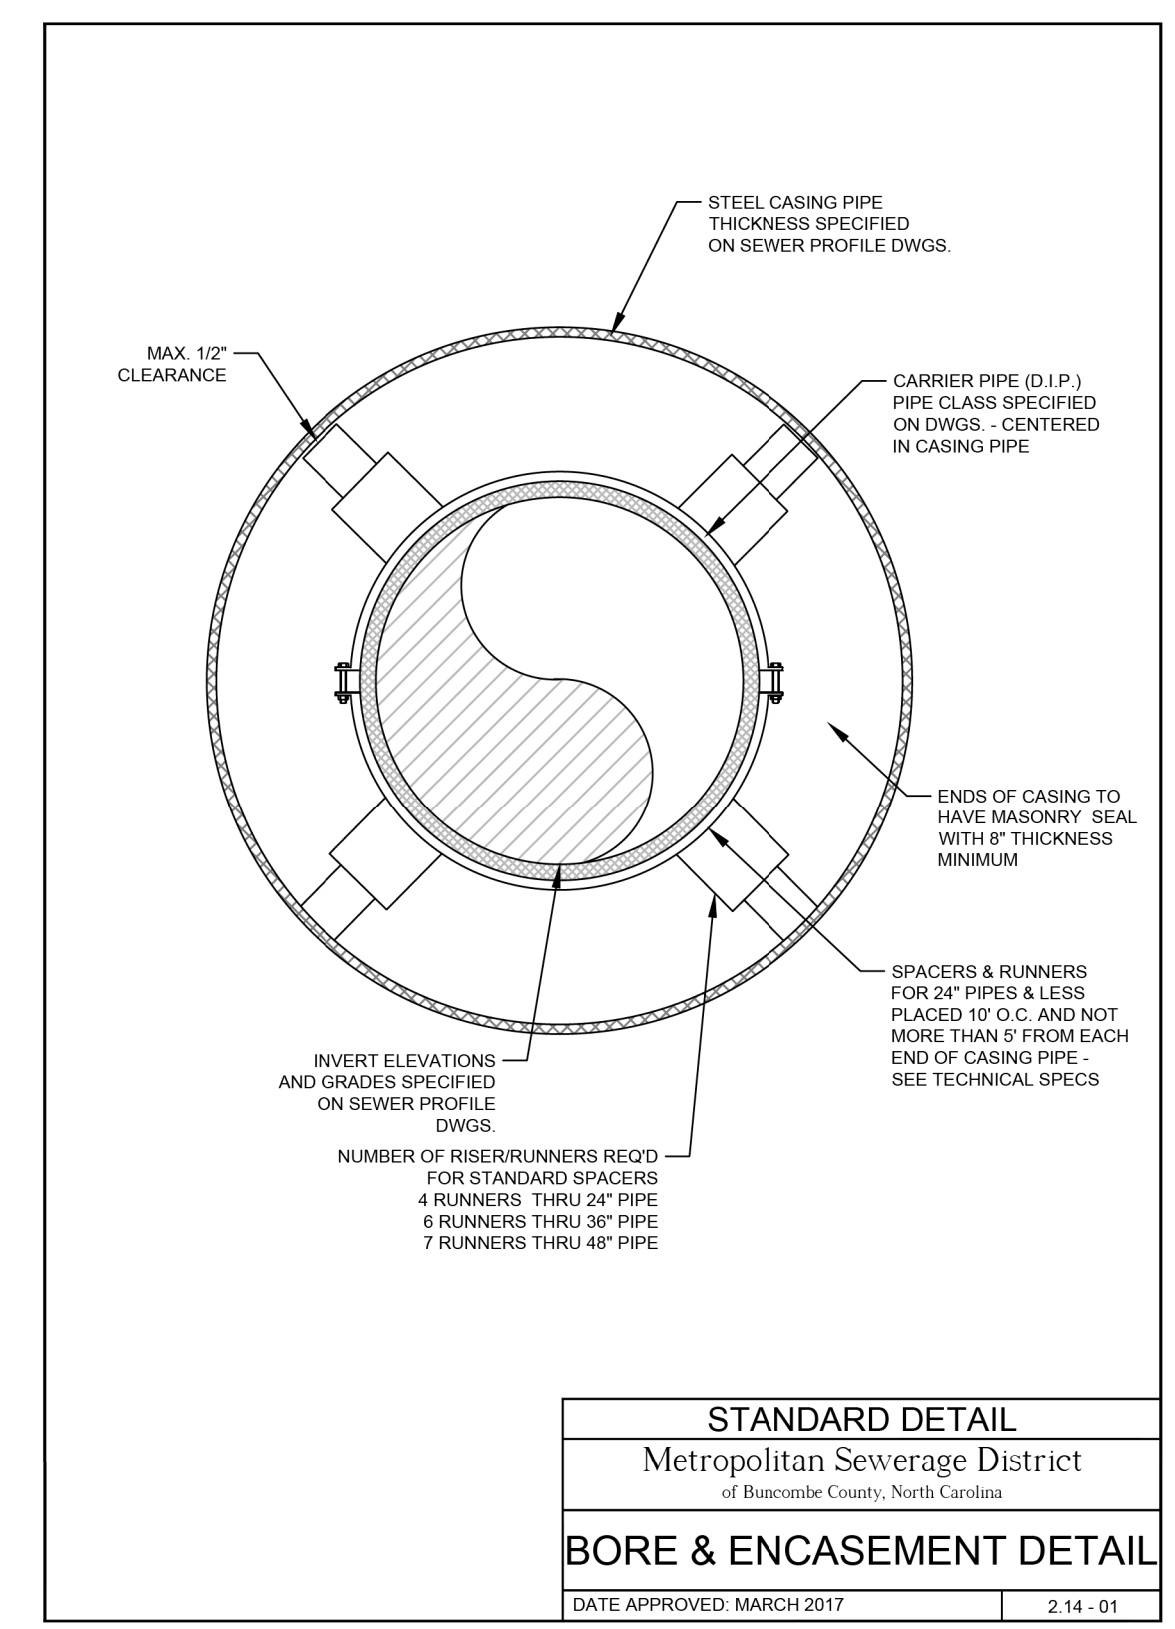 STEEL CASING PIPE
THICKNESS SPECIFIED
ON SEWER PROFILE DWGS.
MAX. 1/2"
CLEARANCE
CARRIER PIPE (D.I.P.)
PIPE CLASS SPECIFIED
ON DWGS. - CENTERED
IN CASING PIPE
ENDS OF CASING TO
HAVE MASONRY SEAL
WITH 8" THICKNESS
MINIMUM
SPACERS & RUNNERS
FOR 24" PIPES & LESS
PLACED 10' O.C. AND NOT
MORE THAN 5' FROM EACH
END OF CASING PIPE -
SEE TECHNICAL SPECS
INVERT ELEVATIONS
AND GRADES SPECIFIED
ON SEWER PROFILE
DWGS.
NUMBER OF RISER/RUNNERS REQ'D
FOR STANDARD SPACERS
4 RUNNERS THRU 24" PIPE
6 RUNNERS THRU 36" PIPE
7 RUNNERS THRU 48" PIPE
STANDARD DETAIL
Metropolitan Sewerage District
of Buncombe County, North Carolina
BORE & ENCASEMENT DETAIL
DATE APPROVED: MARCH 2017
2.14 - 01